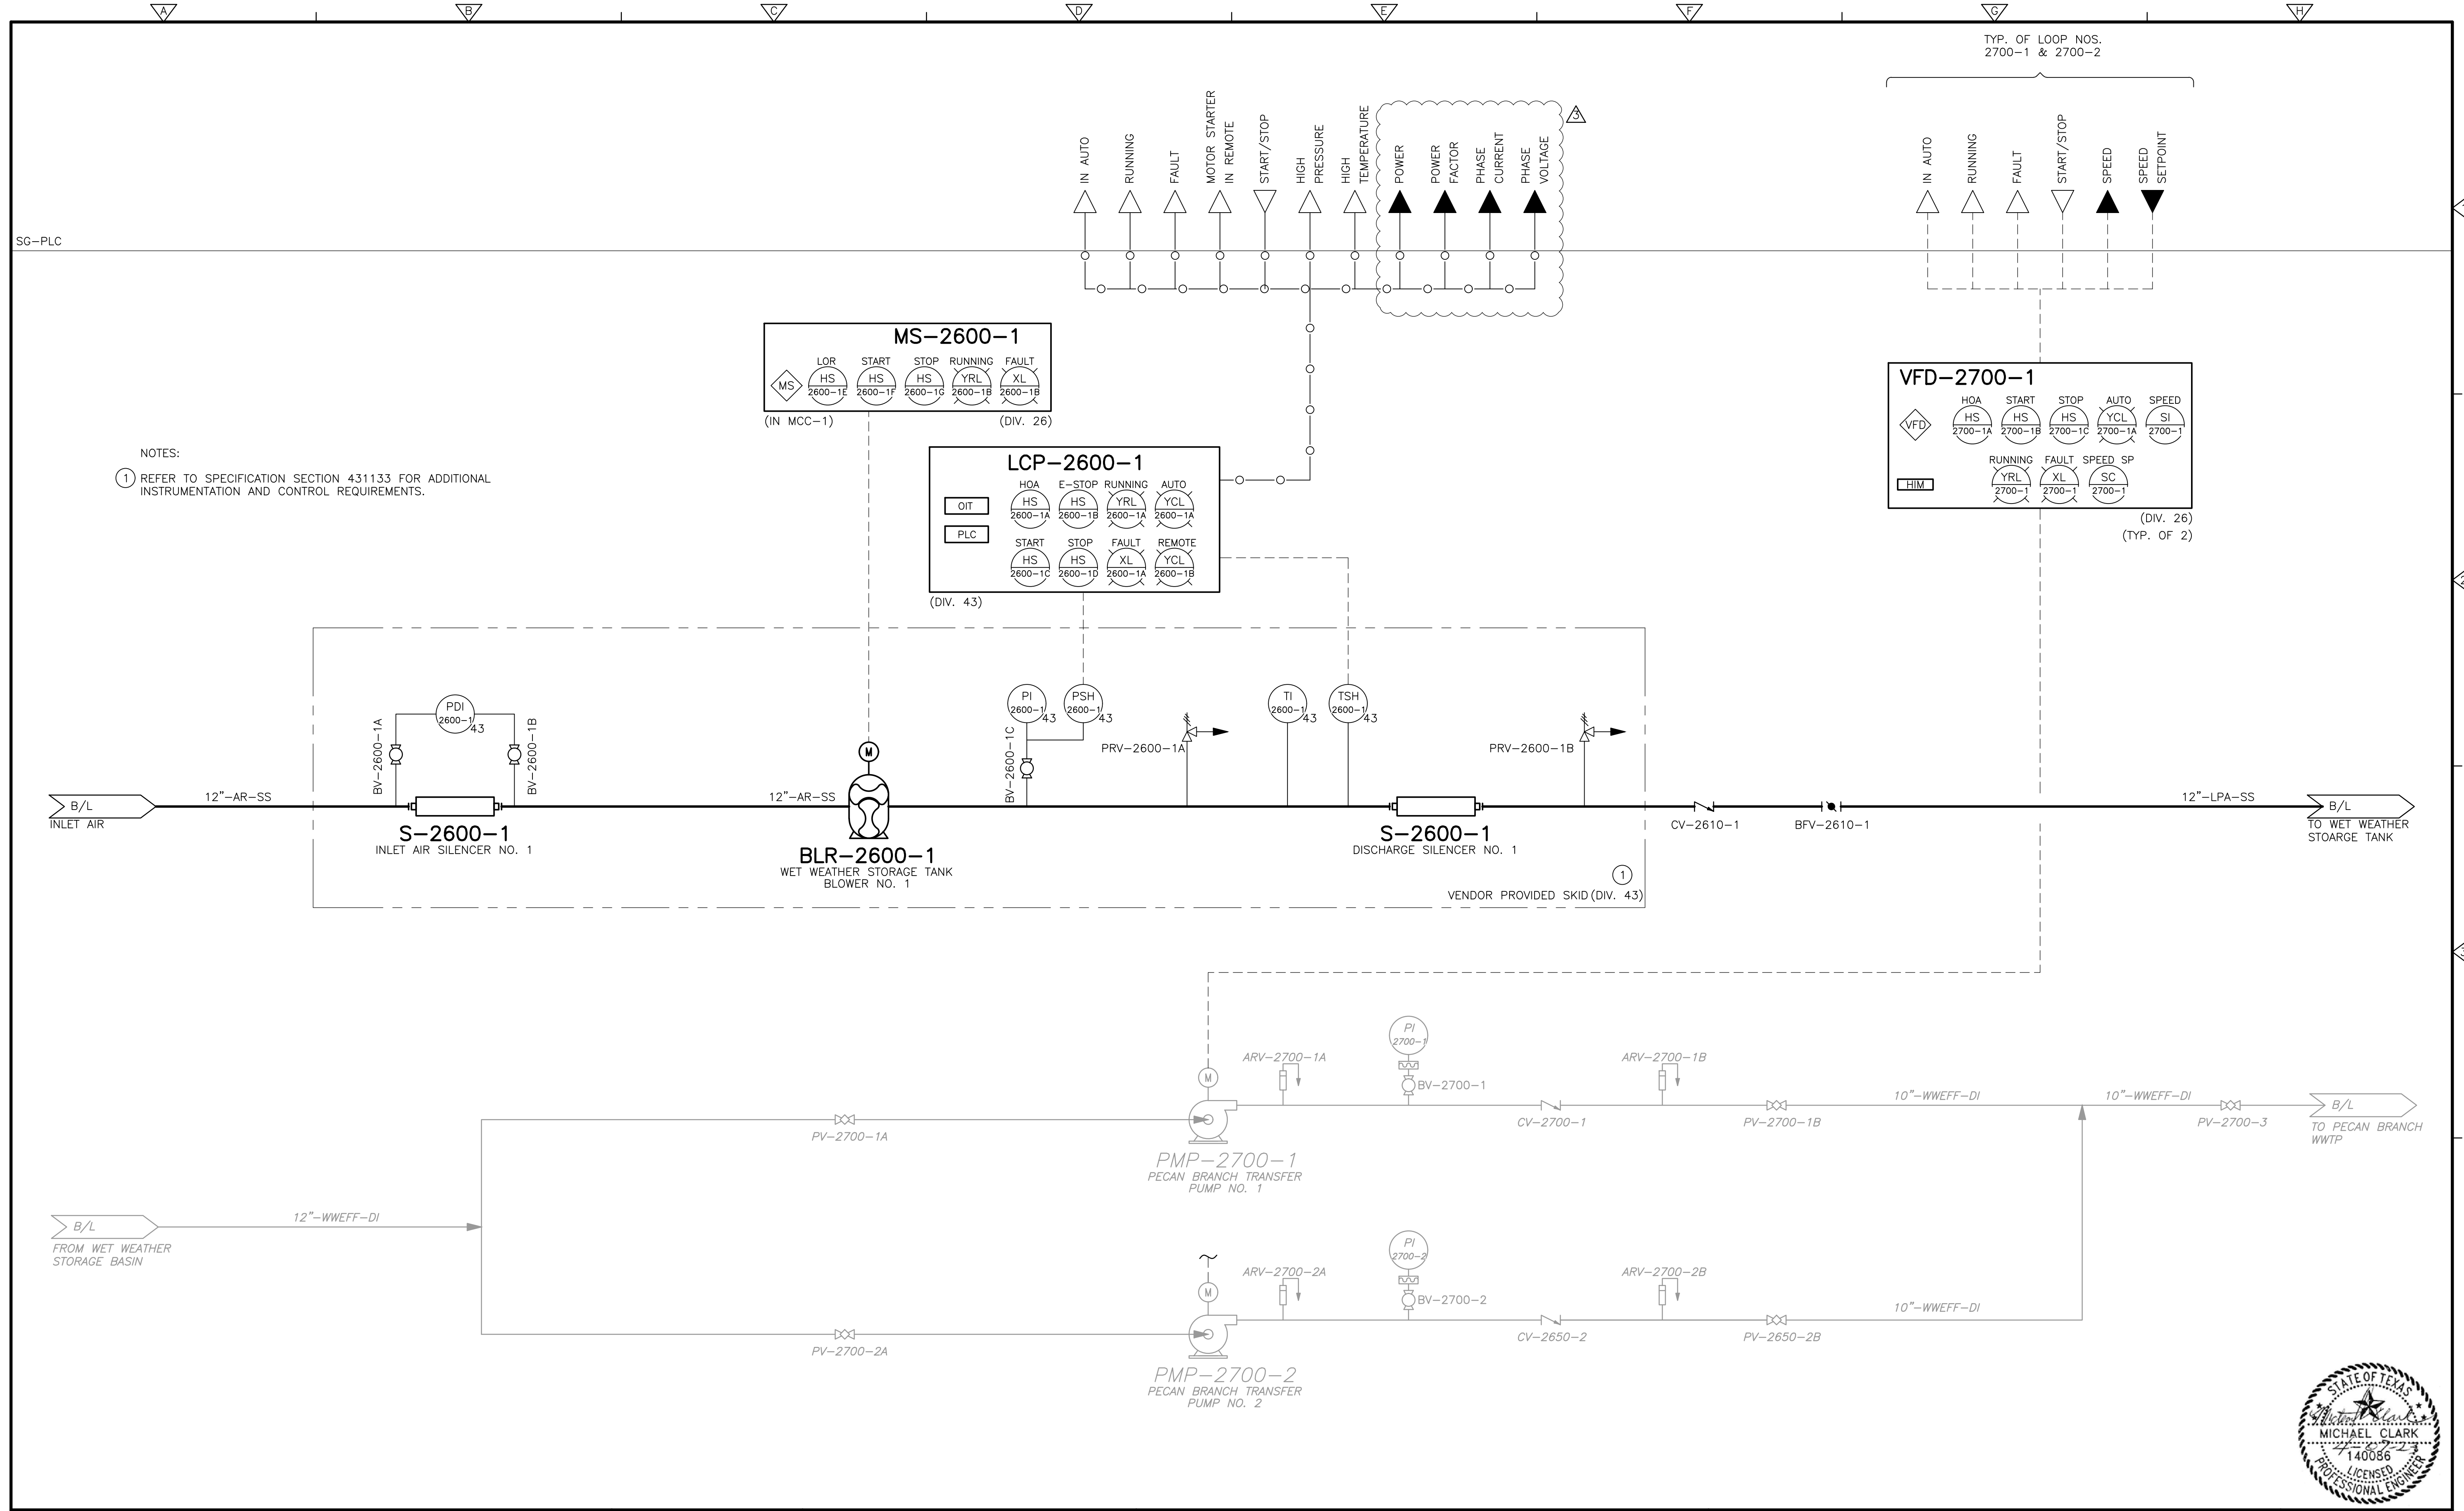 A
B
C
D
E
F
G
H
TYP. OF LOOP NOS.
2700-1 & 2700-2
IN AUTO
RUNNING
FAULT
MOTOR STARTER
IN REMOTE
START/STOP
HIGH
PRESSURE
HIGH
TEMPERATURE
POWER
POWER
FACTOR
PHASE
CURRENT
PHASE
VOLTAGE
3
IN AUTO
RUNNING
FAULT
START/STOP
SPEED
SPEED
SETPOINT
SG-PLC
MS-2600-1
LOR START STOP RUNNING FAULT
MS HS HS HS YRL XL
2600-1E 2600-1F 2600-1G 2600-1B 2600-1B
(IN MCC-1) (DIV. 26)
VFD-2700-1
HOA START STOP AUTO SPEED
VFD HS HS HS YCL SI
2700-1A 2700-1B 2700-1C 2700-1A 2700-1
RUNNING FAULT SPEED SP
HIM YRL XL SC
2700-1 2700-1 2700-1
(DIV. 26)
(TYP. OF 2)
NOTES:
1 REFER TO SPECIFICATION SECTION 431133 FOR ADDITIONAL
INSTRUMENTATION AND CONTROL REQUIREMENTS.
LCP-2600-1
HOA E-STOP RUNNING AUTO
OIT HS HS YRL YCL
2600-1A 2600-1B 2600-1A 2600-1A
PLC
START STOP FAULT REMOTE
HS HS XL YCL
2600-1C 2600-1D 2600-1A 2600-1B
(DIV. 43)
PDI
2600-1
43
BV-2600-1A
BV-2600-1B
PI
2600-1
43
PSH
2600-1
43
BV-2600-1C
PRV-2600-1A
TI
2600-1
43
TSH
2600-1
43
PRV-2600-1B
M
B/L
INLET AIR
12"-AR-SS
12"-AR-SS
12"-LPA-SS
B/L
TO WET WEATHER
STOARGE TANK
S-2600-1
INLET AIR SILENCER NO. 1
BLR-2600-1
WET WEATHER STORAGE TANK
BLOWER NO. 1
S-2600-1
DISCHARGE SILENCER NO. 1
CV-2610-1
BFV-2610-1
1
VENDOR PROVIDED SKID (DIV. 43)
PI
2700-1
ARV-2700-1A
ARV-2700-1B
M
BV-2700-1
10"-WWEFF-DI
10"-WWEFF-DI
B/L
PV-2700-1A
CV-2700-1
PV-2700-1B
PV-2700-3
TO PECAN BRANCH
WWTP
PMP-2700-1
PECAN BRANCH TRANSFER
PUMP NO. 1
B/L
12"-WWEFF-DI
FROM WET WEATHER
STORAGE BASIN
PI
2700-2
ARV-2700-2A
ARV-2700-2B
M
BV-2700-2
10"-WWEFF-DI
PV-2700-2A
CV-2650-2
PV-2650-2B
PMP-2700-2
PECAN BRANCH TRANSFER
PUMP NO. 2
STATE OF TEXAS
Michael Clark
MICHAEL CLARK
140086
LICENSED
PROFESSIONAL ENGINEER